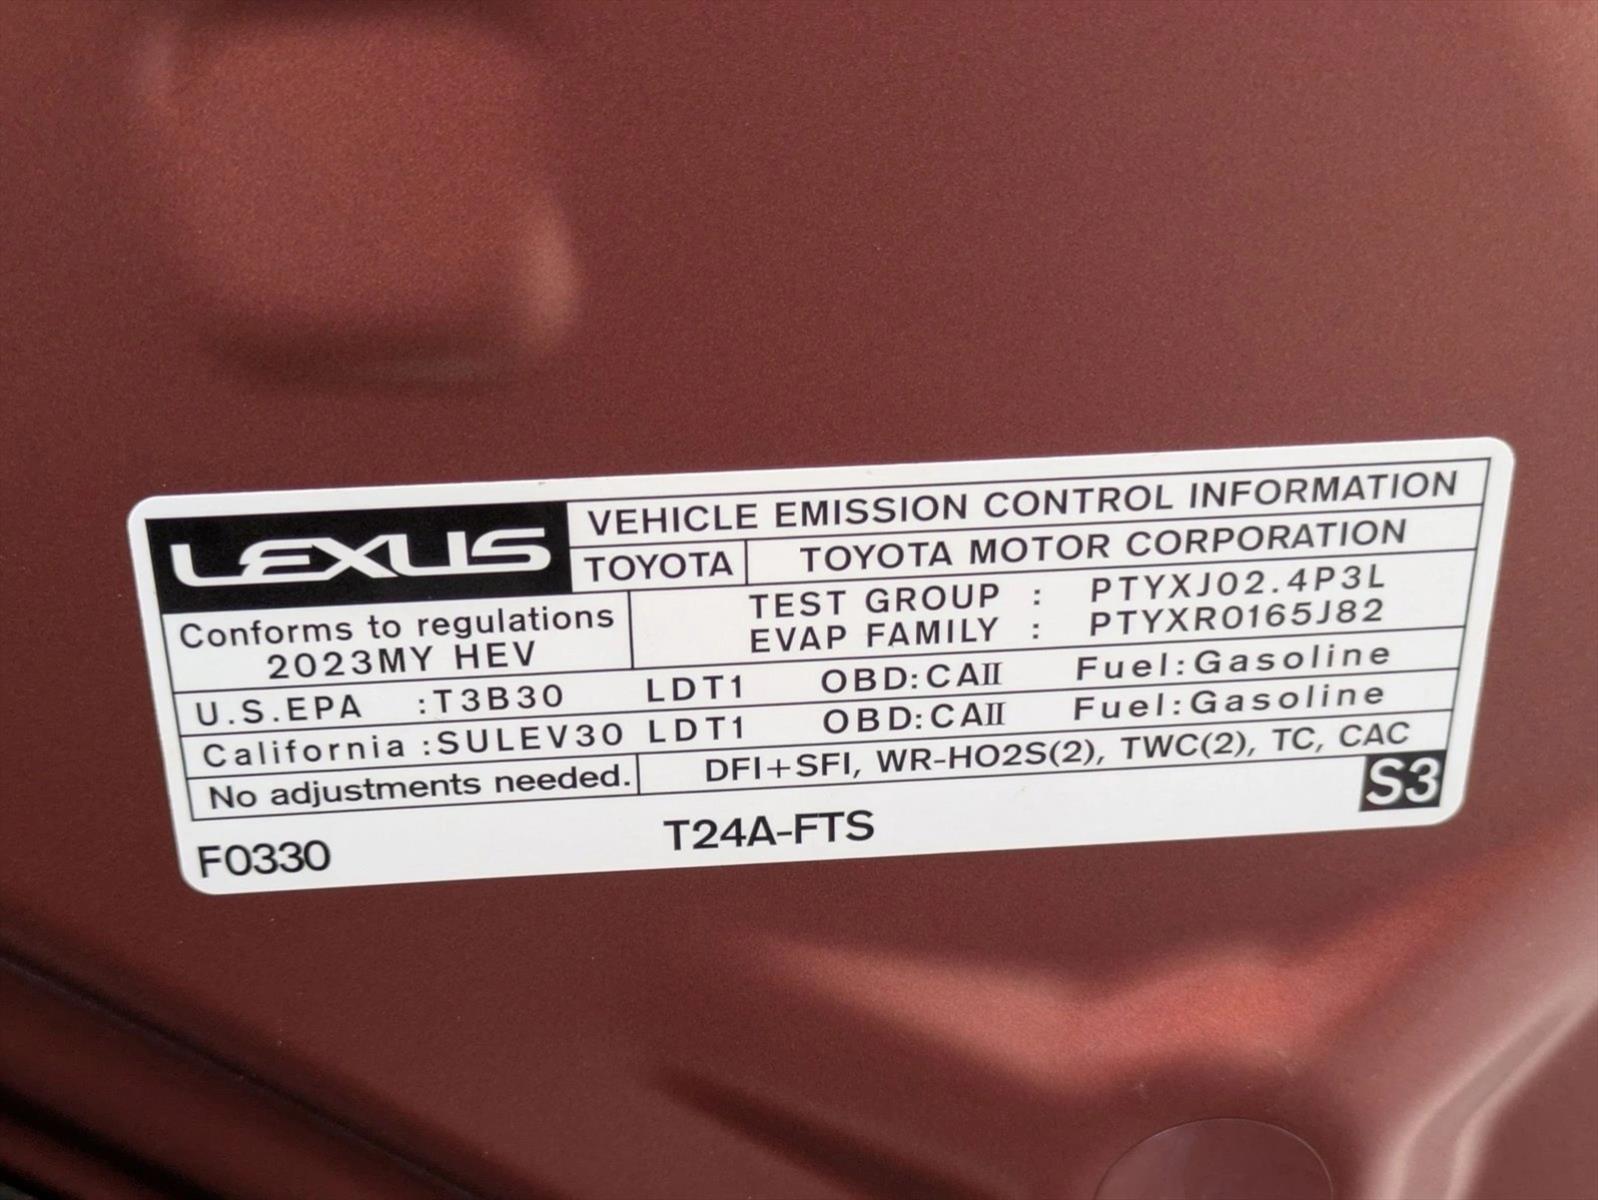 LEXUS
VEHICLE EMISSION CONTROL INFORMATION
TOYOTA TOYOTA MOTOR CORPORATION
Conforms to regulations
2023MY HEV
TEST GROUP : PTYXJ02.4P3L
EVAP FAMILY : PTYXR0165J82
U.S.EPA :T3B30 LDT1 OBD:CAII Fuel:Gasoline
California :SULEV30 LDT1 OBD:CAII Fuel:Gasoline
No adjustments needed. DFI+SFI, WR-HO2S(2), TWC(2), TC, CAC
F0330 T24A-FTS S3